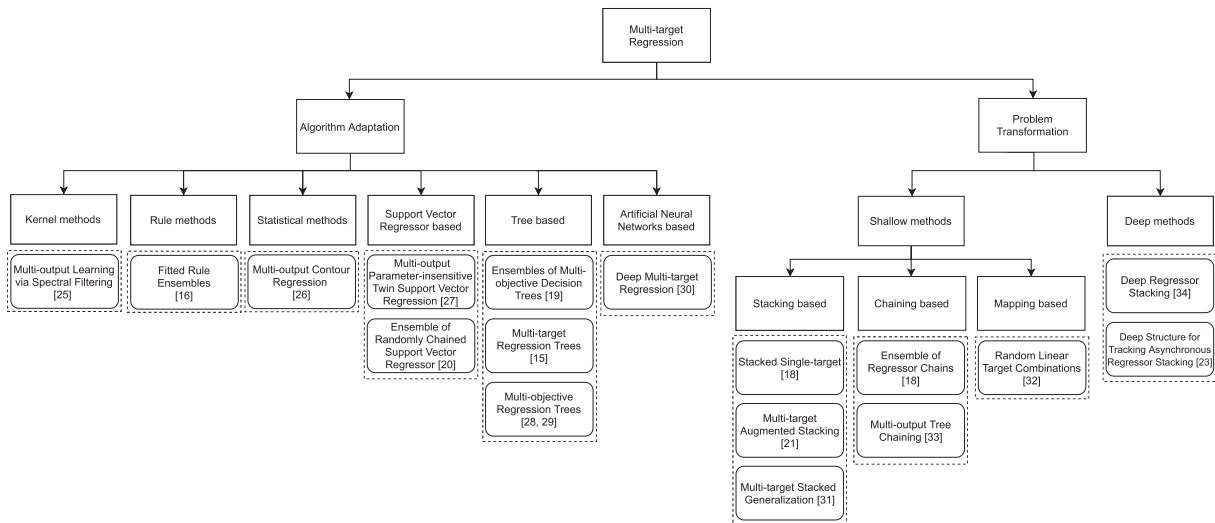 Multi-target
Regression
Algorithm Adaptation
Problem
Transformation
Kernel methods
Rule methods
Statistical methods
Support Vector
Regressor based
Tree based
Artificial Neural
Networks based
Shallow methods
Deep methods
Multi-output Learning
via Spectral Filtering
[25]
Fitted Rule
Ensembles
[16]
Multi-output Contour
Regression
[26]
Multi-output
Parameter-insensitive
Twin Support Vector
Regression [27]
Ensemble of
Randomly Chained
Support Vector
Regressor [20]
Ensembles of Multi-
objective Decision
Trees [19]
Multi-target
Regression Trees
[15]
Multi-objective
Regression Trees
[28, 29]
Deep Multi-target
Regression [30]
Stacking based
Chaining based
Mapping based
Stacked Single-target
[18]
Multi-target
Augmented Stacking
[21]
Multi-target Stacked
Generalization [31]
Ensemble of
Regressor Chains
[18]
Multi-output Tree
Chaining [33]
Random Linear
Target Combinations
[32]
Deep Regressor
Stacking [34]
Deep Structure for
Tracking Asynchronous
Regressor Stacking [23]